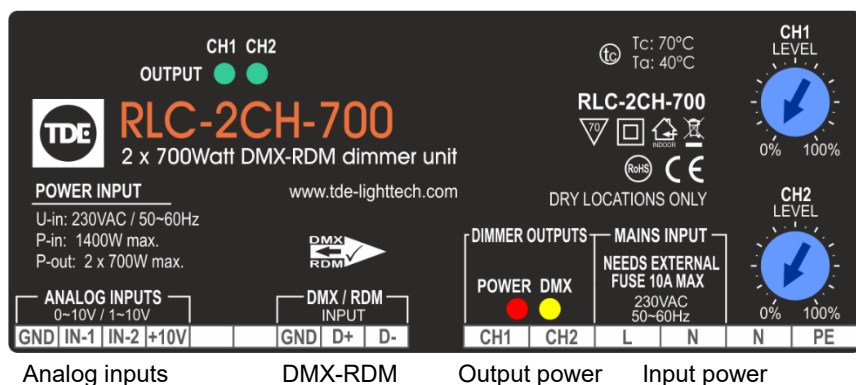 CH1 CH2
OUTPUT
TDE
RLC-2CH-700
2 x 700Watt DMX-RDM dimmer unit
POWER INPUT
www.tde-lighttech.com
U-in: 230VAC / 50~60Hz
P-in: 1400W max.
P-out: 2 x 700W max.
DMX
RDM
ANALOG INPUTS
0~10V / 1~10V
GND IN-1 IN-2 +10V
DMX / RDM
INPUT
GND D+ D-
tc
Tc: 70ºC
Ta: 40ºC
RLC-2CH-700
70
INDOOR
RoHS CE
DRY LOCATIONS ONLY
DIMMER OUTPUTS
POWER DMX
CH1 CH2
MAINS INPUT
NEEDS EXTERNAL
FUSE 10A MAX
230VAC
50~60Hz
L N N PE
CH1
LEVEL
0% 100%
CH2
LEVEL
0% 100%
Analog inputs DMX-RDM Output power Input power